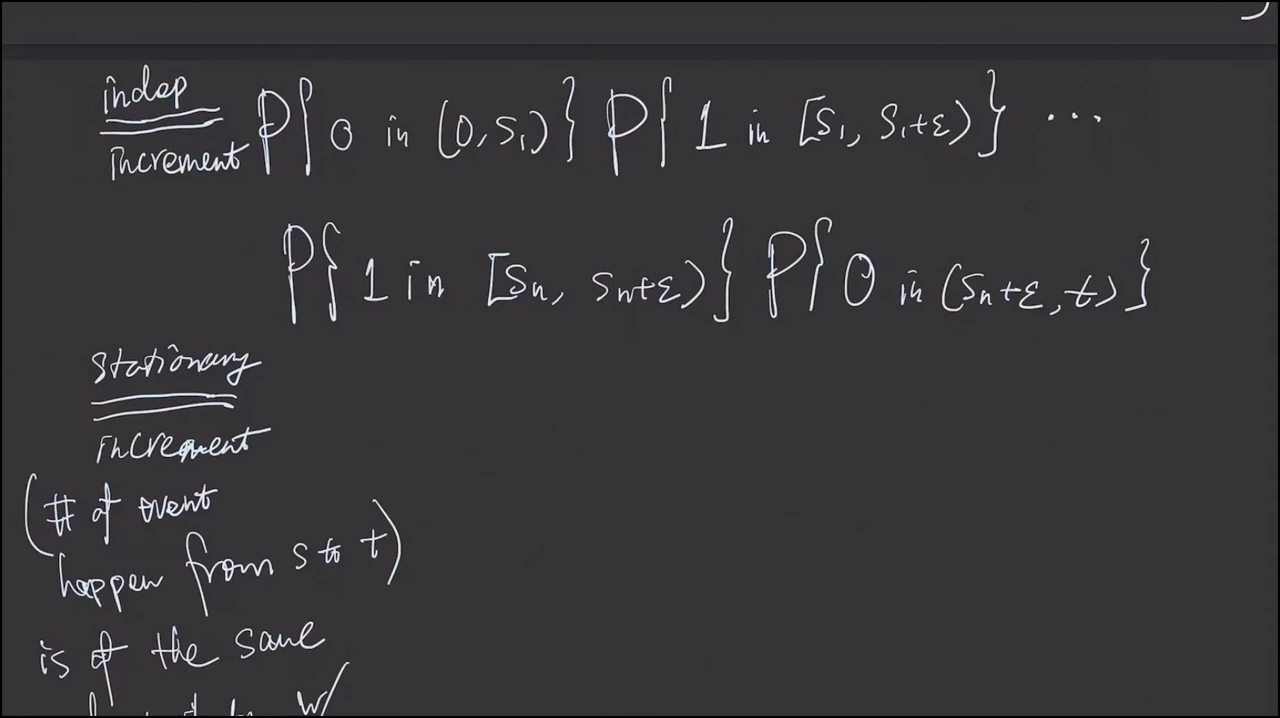 indep
increment P{ 0 in (0, S₁) } P{ 1 in [S₁, S₁+ε) } ...
P{ 1 in [Sₙ, Sₙ+ε) } P{ 0 in (Sₙ+ε, t) }
stationary
increment
(# of event
happen from s to t)
is of the same
w/